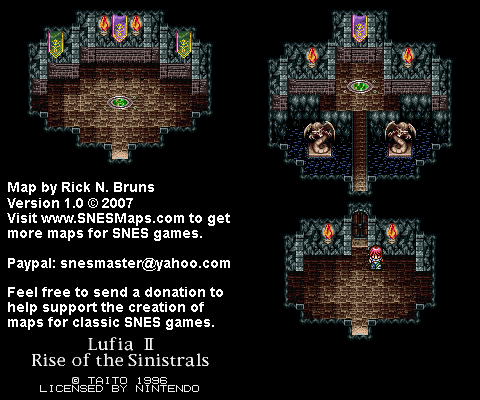 Map by Rick N. Bruns
Version 1.0 © 2007
Visit www.SNESMaps.com to get
more maps for SNES games.
Paypal: snesmaster@yahoo.com
Feel free to send a donation to
help support the creation of
maps for classic SNES games.
Lufia II
Rise of the Sinistrals
© TAITO 1996
LICENSED BY NINTENDO